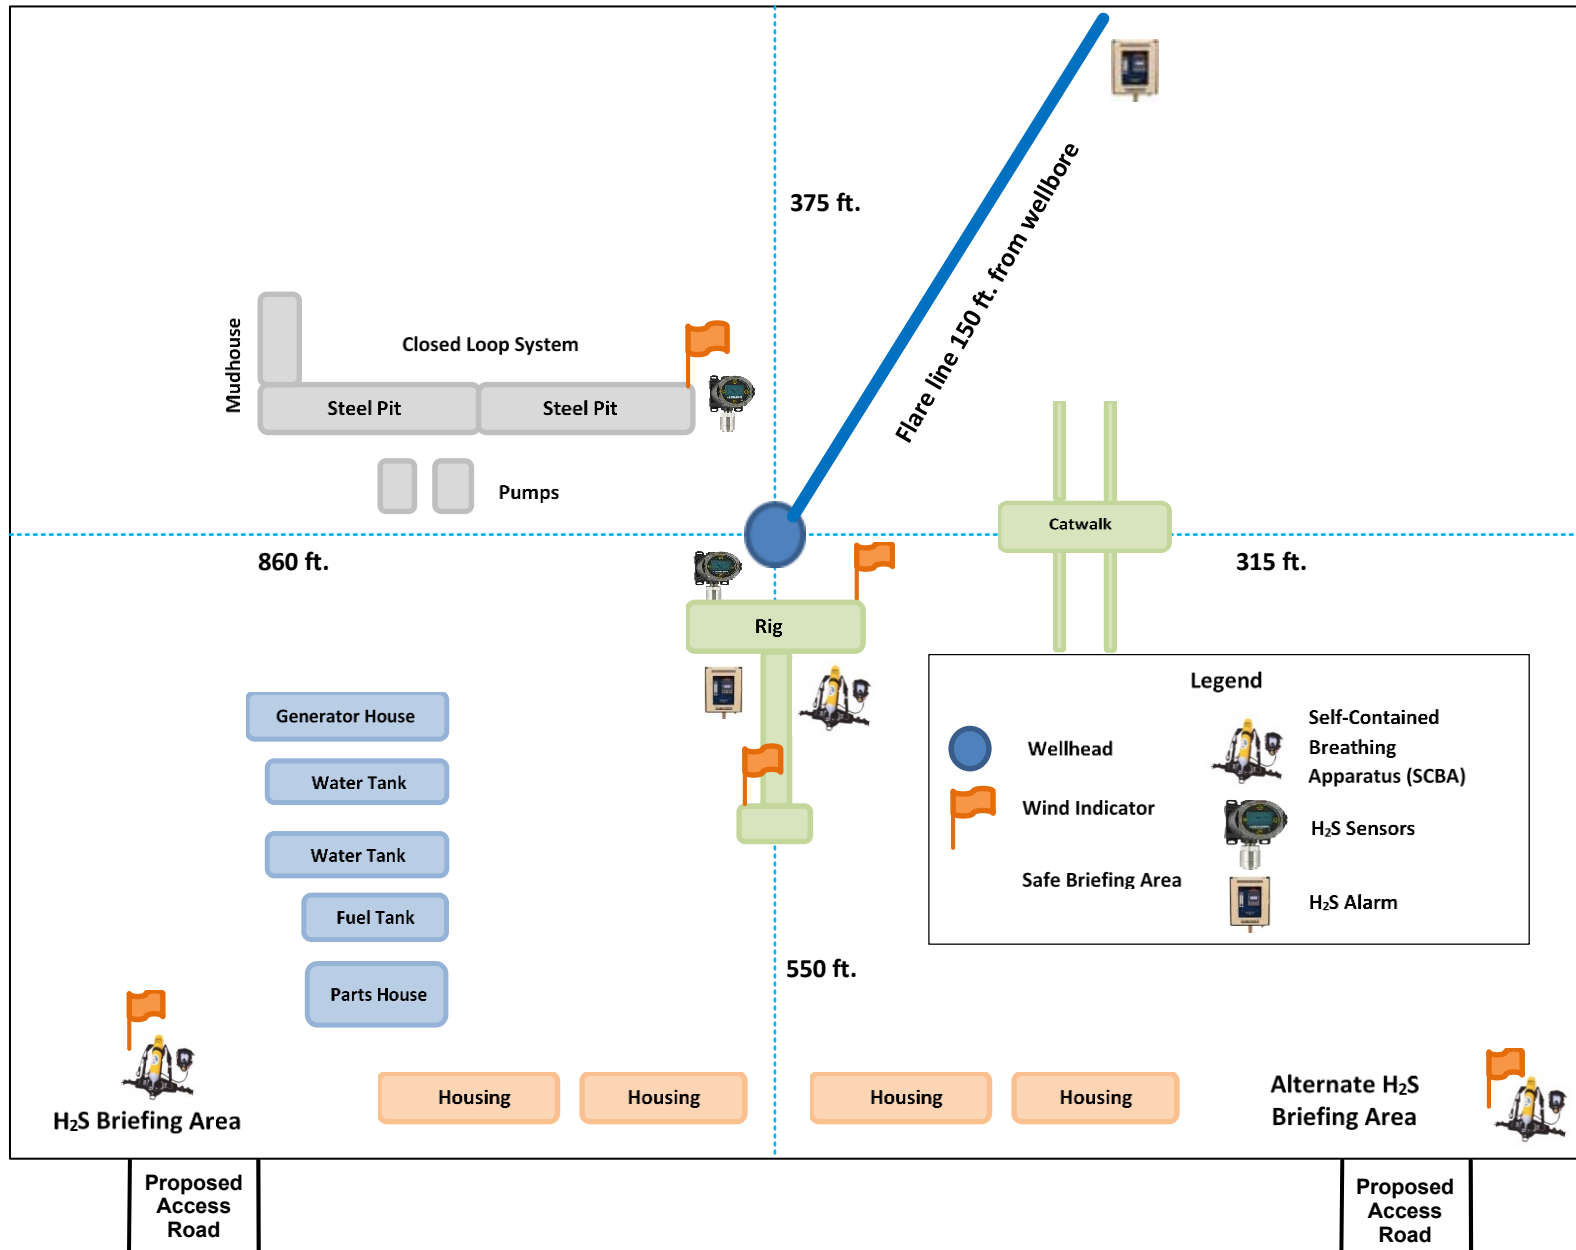 375 ft.
Flare line 150 ft. from wellbore
Mudhouse
Closed Loop System
Steel Pit
Steel Pit
Pumps
Catwalk
860 ft.
315 ft.
Rig
Legend
Wellhead
Wind Indicator
Safe Briefing Area
Self-Contained
Breathing
Apparatus (SCBA)
H₂S Sensors
H₂S Alarm
Generator House
Water Tank
Water Tank
Fuel Tank
Parts House
550 ft.
H₂S Briefing Area
Housing
Housing
Housing
Housing
Alternate H₂S
Briefing Area
Proposed
Access
Road
Proposed
Access
Road